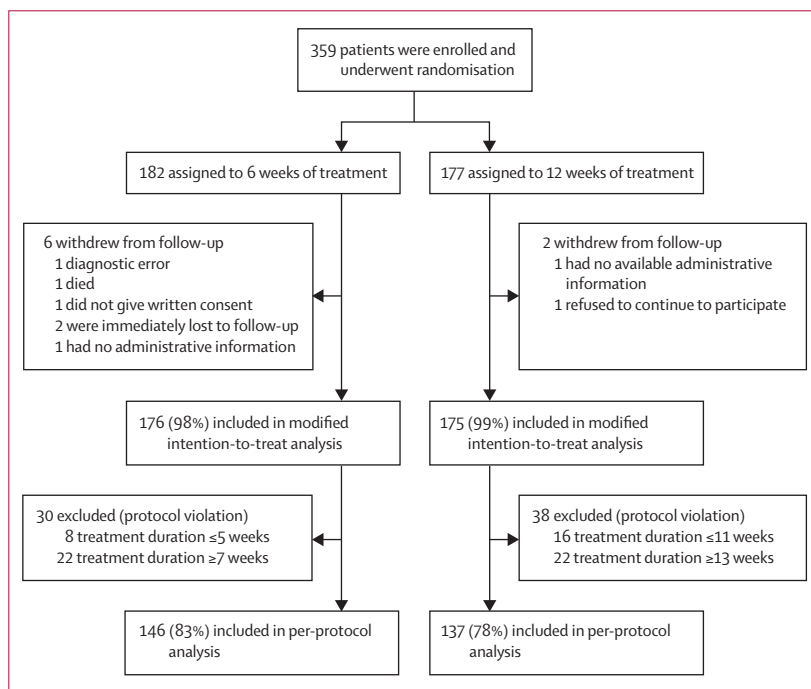 359 patients were enrolled and
underwent randomisation
182 assigned to 6 weeks of treatment
177 assigned to 12 weeks of treatment
6 withdrew from follow-up
1 diagnostic error
1 died
1 did not give written consent
2 were immediately lost to follow-up
1 had no administrative information
2 withdrew from follow-up
1 had no available administrative
information
1 refused to continue to participate
176 (98%) included in modified
intention-to-treat analysis
175 (99%) included in modified
intention-to-treat analysis
30 excluded (protocol violation)
8 treatment duration ≤5 weeks
22 treatment duration ≥7 weeks
38 excluded (protocol violation)
16 treatment duration ≤11 weeks
22 treatment duration ≥13 weeks
146 (83%) included in per-protocol
analysis
137 (78%) included in per-protocol
analysis